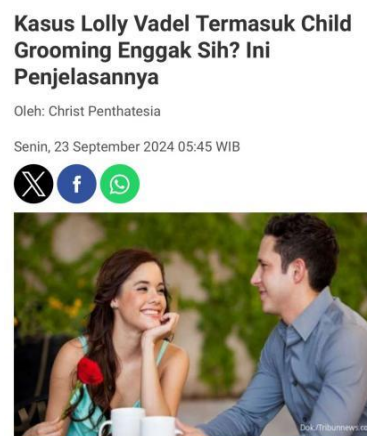 Kasus Lolly Vadel Termasuk Child
Grooming Enggak Sih? Ini
Penjelasannya
Oleh: Christ Penthatesia
Senin, 23 September 2024 05:45 WIB
Dok./Tribunnews.co